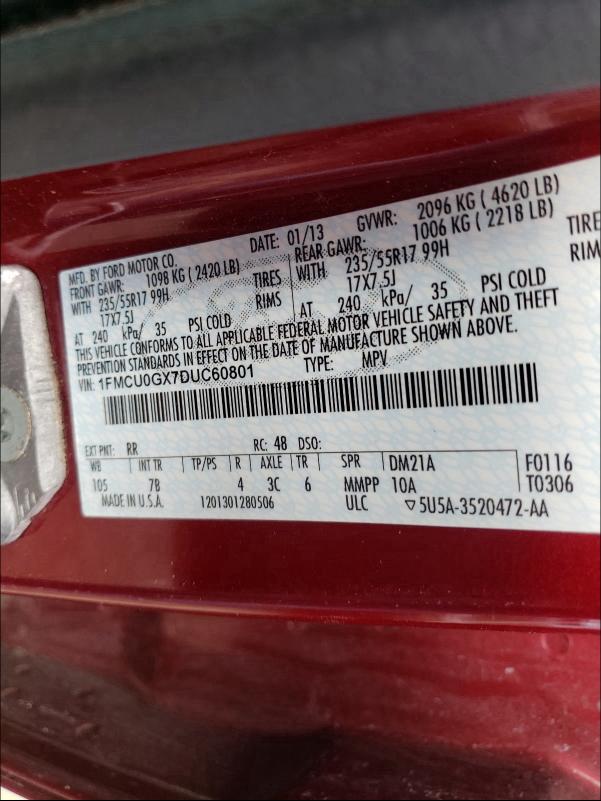 MFD. BY FORD MOTOR CO.
DATE: 01/13
GVWR: 2096 KG ( 4620 LB)
FRONT GAWR: 1098 KG (2420 LB)
REAR GAWR: 1006 KG ( 2218 LB)
WITH 235/55R17 99H TIRES
WITH 235/55R17 99H
TIRE
17X7.5J RIMS
17X7.5J
RIM
AT 240 kPa/ 35 PSI COLD
AT 240 kPa/ 35 PSI COLD
THIS VEHICLE CONFORMS TO ALL APPLICABLE FEDERAL MOTOR VEHICLE SAFETY AND THEFT
PREVENTION STANDARDS IN EFFECT ON THE DATE OF MANUFACTURE SHOWN ABOVE.
VIN: 1FMCU0GX7DUC60801
TYPE: MPV
EXT PNT: RR RC: 48 DSO:
WB INT TR TP/PS R AXLE TR SPR DM21A F0116
105 7B 4 3C 6 MMPP 10A T0306
MADE IN U.S.A. 1201301280506 ULC ▽5U5A-3520472-AA